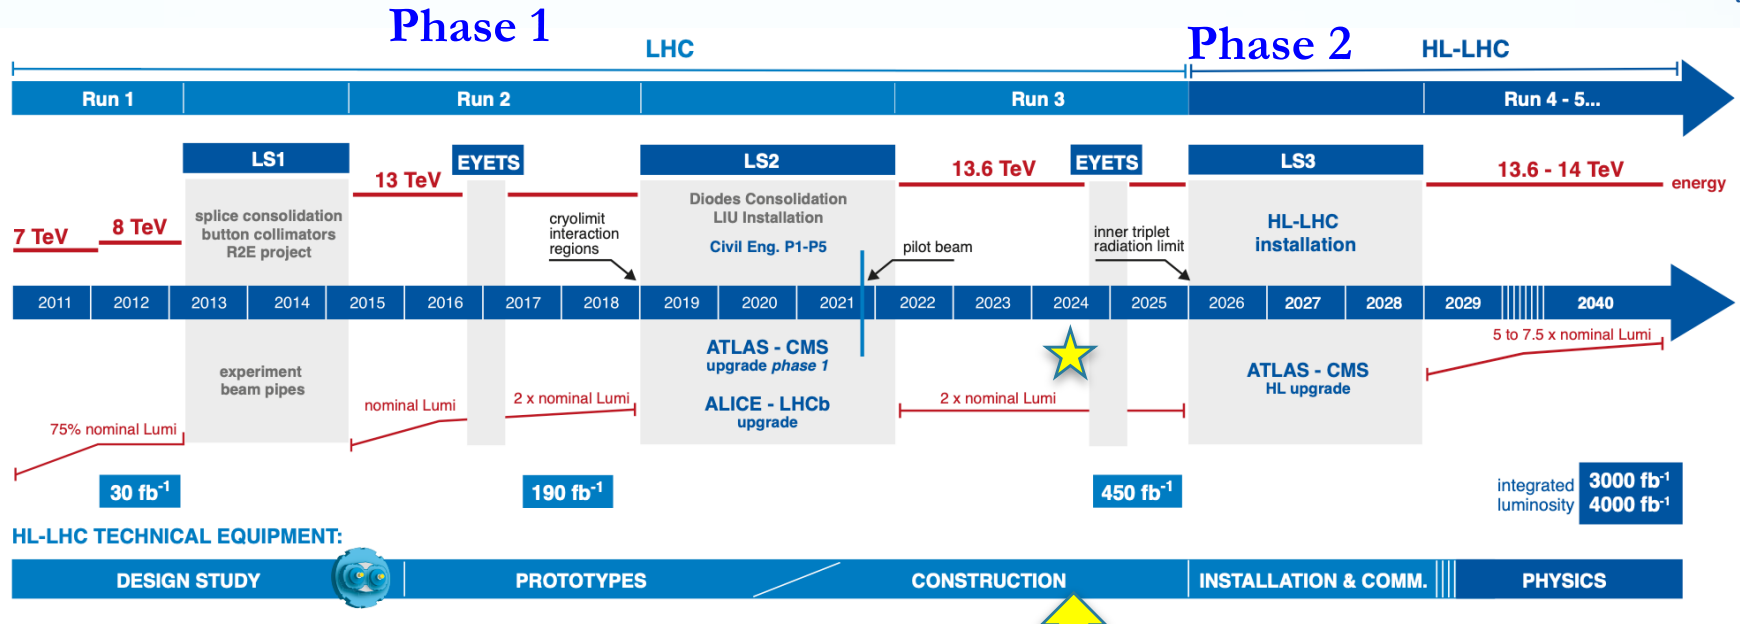 Phase 1
Phase 2
LHC
HL-LHC
Run 1
Run 2
Run 3
Run 4 - 5...
LS1
EYETS
LS2
EYETS
LS3
13 TeV
13.6 TeV
13.6 - 14 TeV
energy
7 TeV
8 TeV
splice consolidation
button collimators
R2E project
cryolimit
interaction
regions
Diodes Consolidation
LIU Installation
Civil Eng. P1-P5
pilot beam
inner triplet
radiation limit
HL-LHC
installation
2011
2012
2013
2014
2015
2016
2017
2018
2019
2020
2021
2022
2023
2024
2025
2026
2027
2028
2029
2040
5 to 7.5 x nominal Lumi
experiment
beam pipes
ATLAS - CMS
upgrade phase 1
ALICE - LHCb
upgrade
ATLAS - CMS
HL upgrade
75% nominal Lumi
nominal Lumi
2 x nominal Lumi
2 x nominal Lumi
30 fb⁻¹
190 fb⁻¹
450 fb⁻¹
integrated
luminosity
3000 fb⁻¹
4000 fb⁻¹
HL-LHC TECHNICAL EQUIPMENT:
DESIGN STUDY
PROTOTYPES
CONSTRUCTION
INSTALLATION & COMM.
PHYSICS